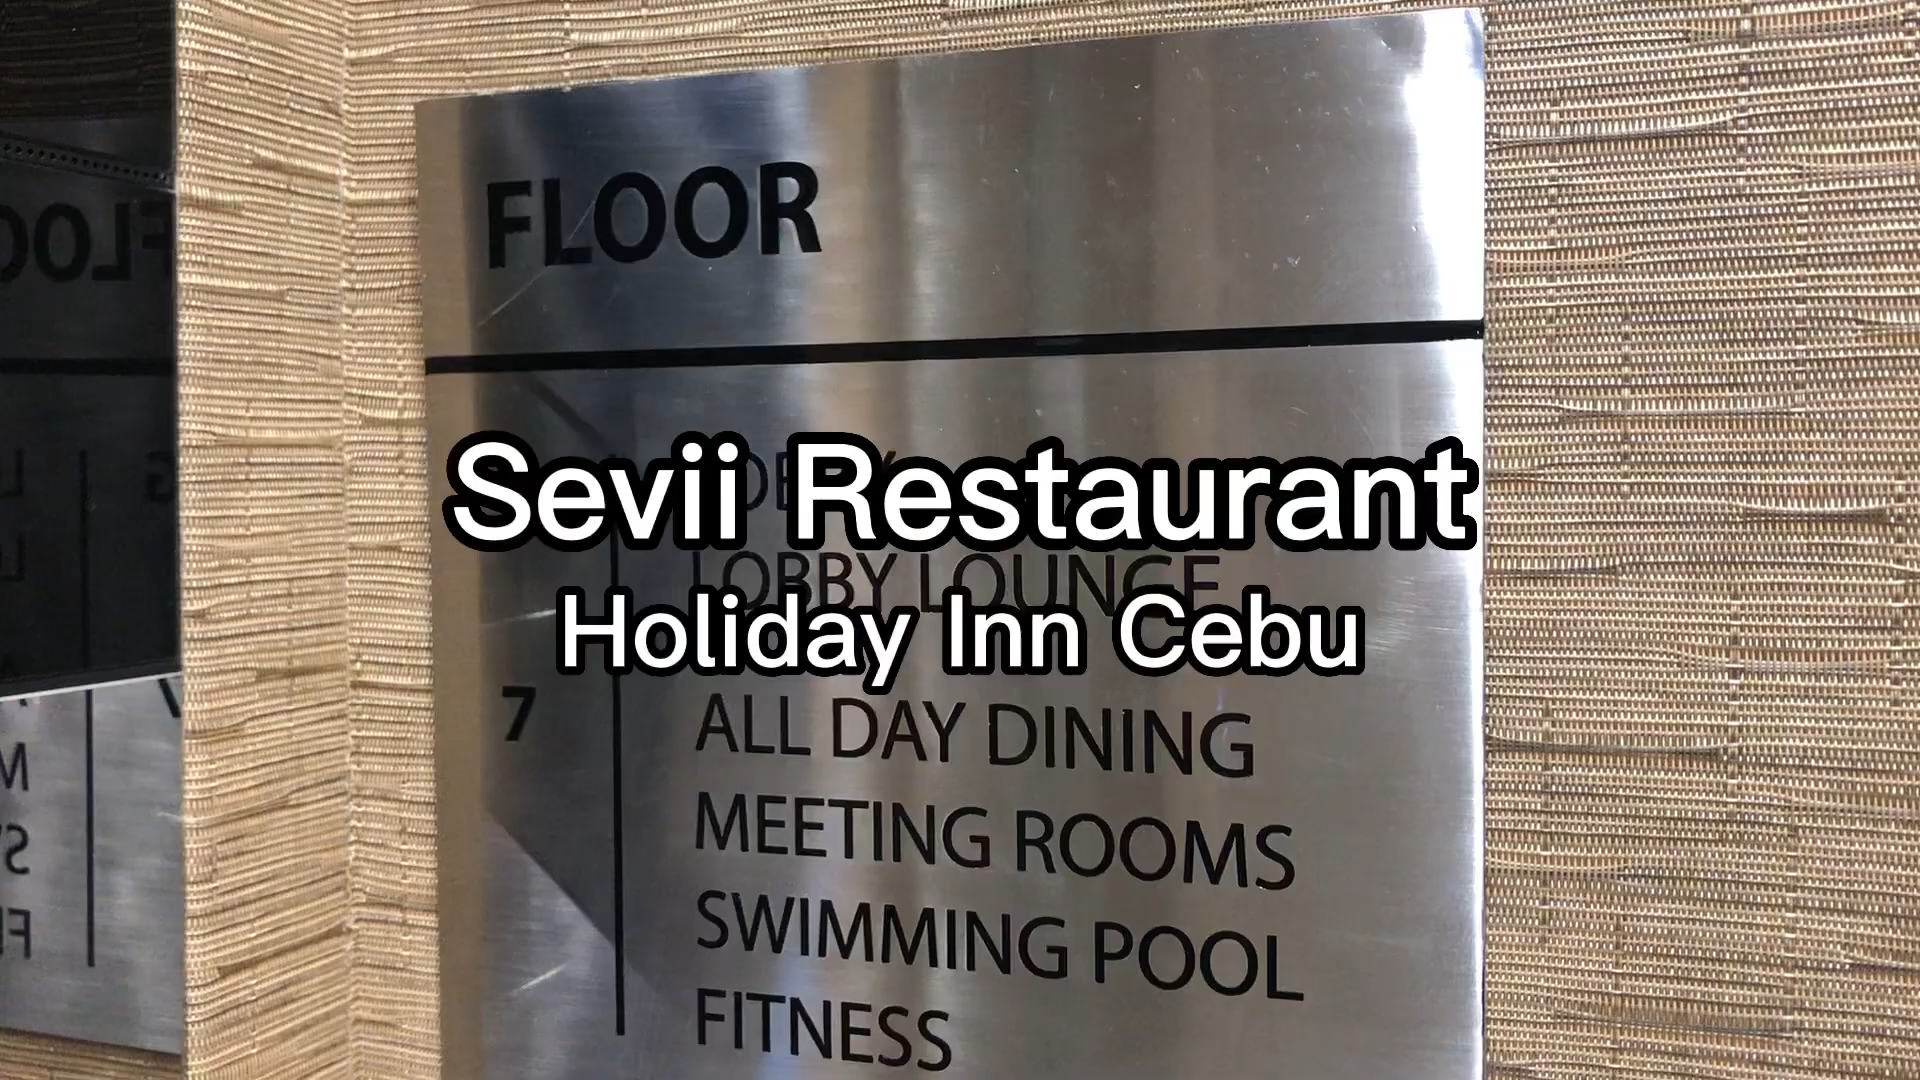 FLOOR
Sevii Restaurant
LOBBY LOUNGE
Holiday Inn Cebu
7 ALL DAY DINING
MEETING ROOMS
SWIMMING POOL
FITNESS